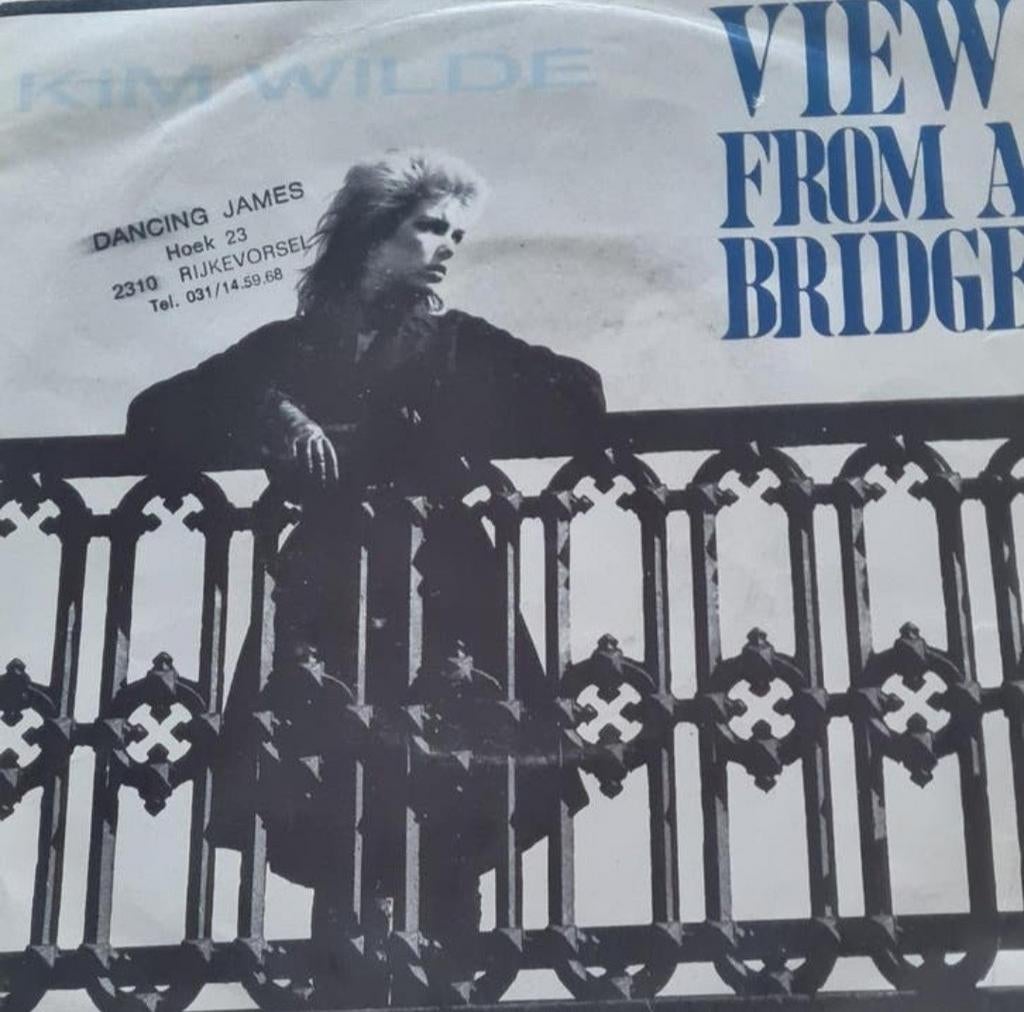 KIM WILDE
VIEW
FROM A
BRIDGE
DANCING JAMES
Hoek 23
2310 RIJKEVORSEL
Tel. 031/14.59.68